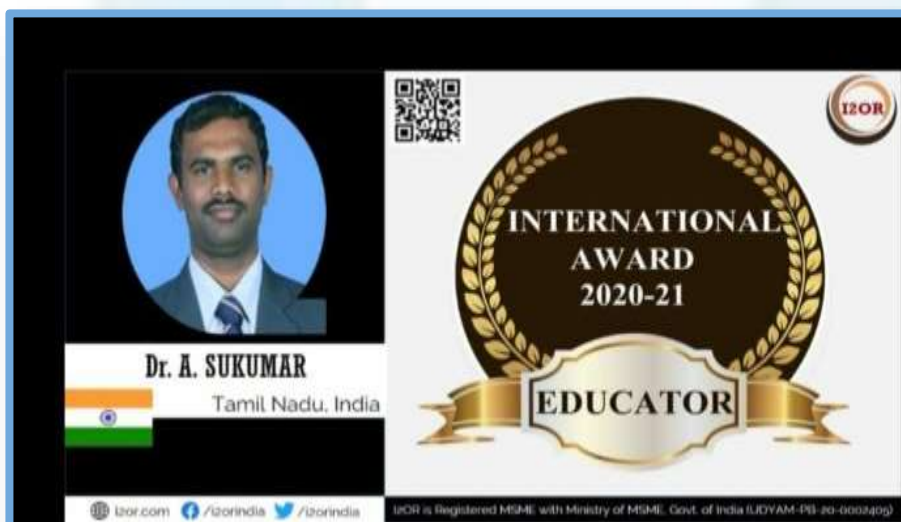 I2OR
INTERNATIONAL
AWARD
2020-21
EDUCATOR
Dr. A. SUKUMAR
Tamil Nadu, India
i2or.com /i2orindia /i2orindia
I2OR is Registered MSME with Ministry of MSME, Govt. of India (UDYAM-PB-20-0002405)